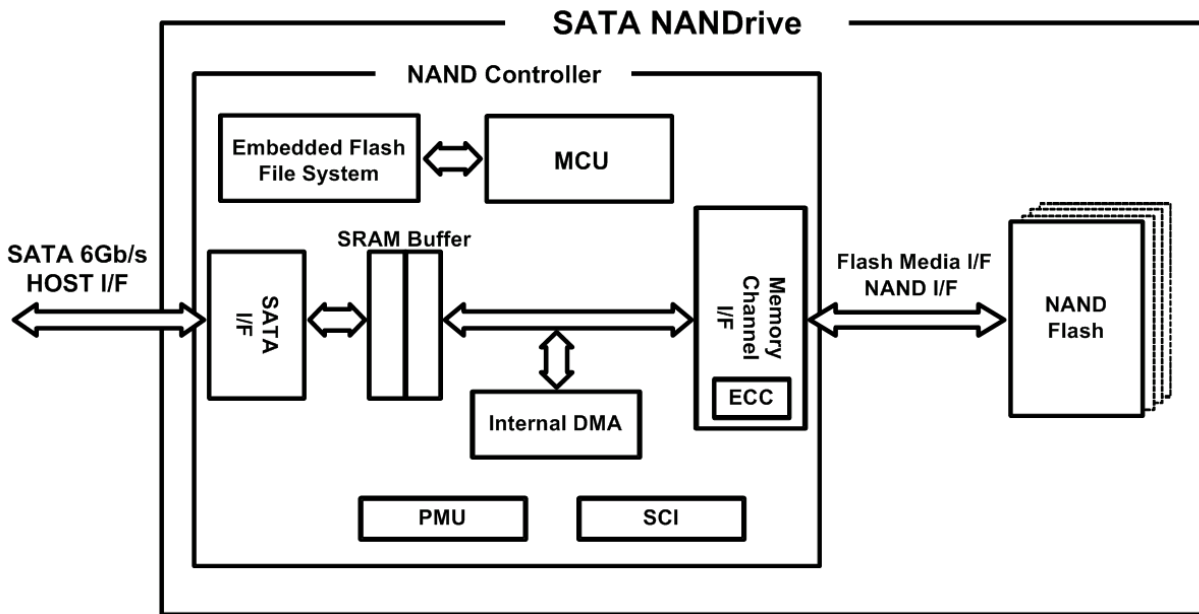 SATA NANDrive
NAND Controller
Embedded Flash
File System
MCU
SATA 6Gb/s
HOST I/F
SATA
I/F
SRAM Buffer
Internal DMA
Memory
Channel
I/F
ECC
Flash Media I/F
NAND I/F
NAND
Flash
PMU
SCI